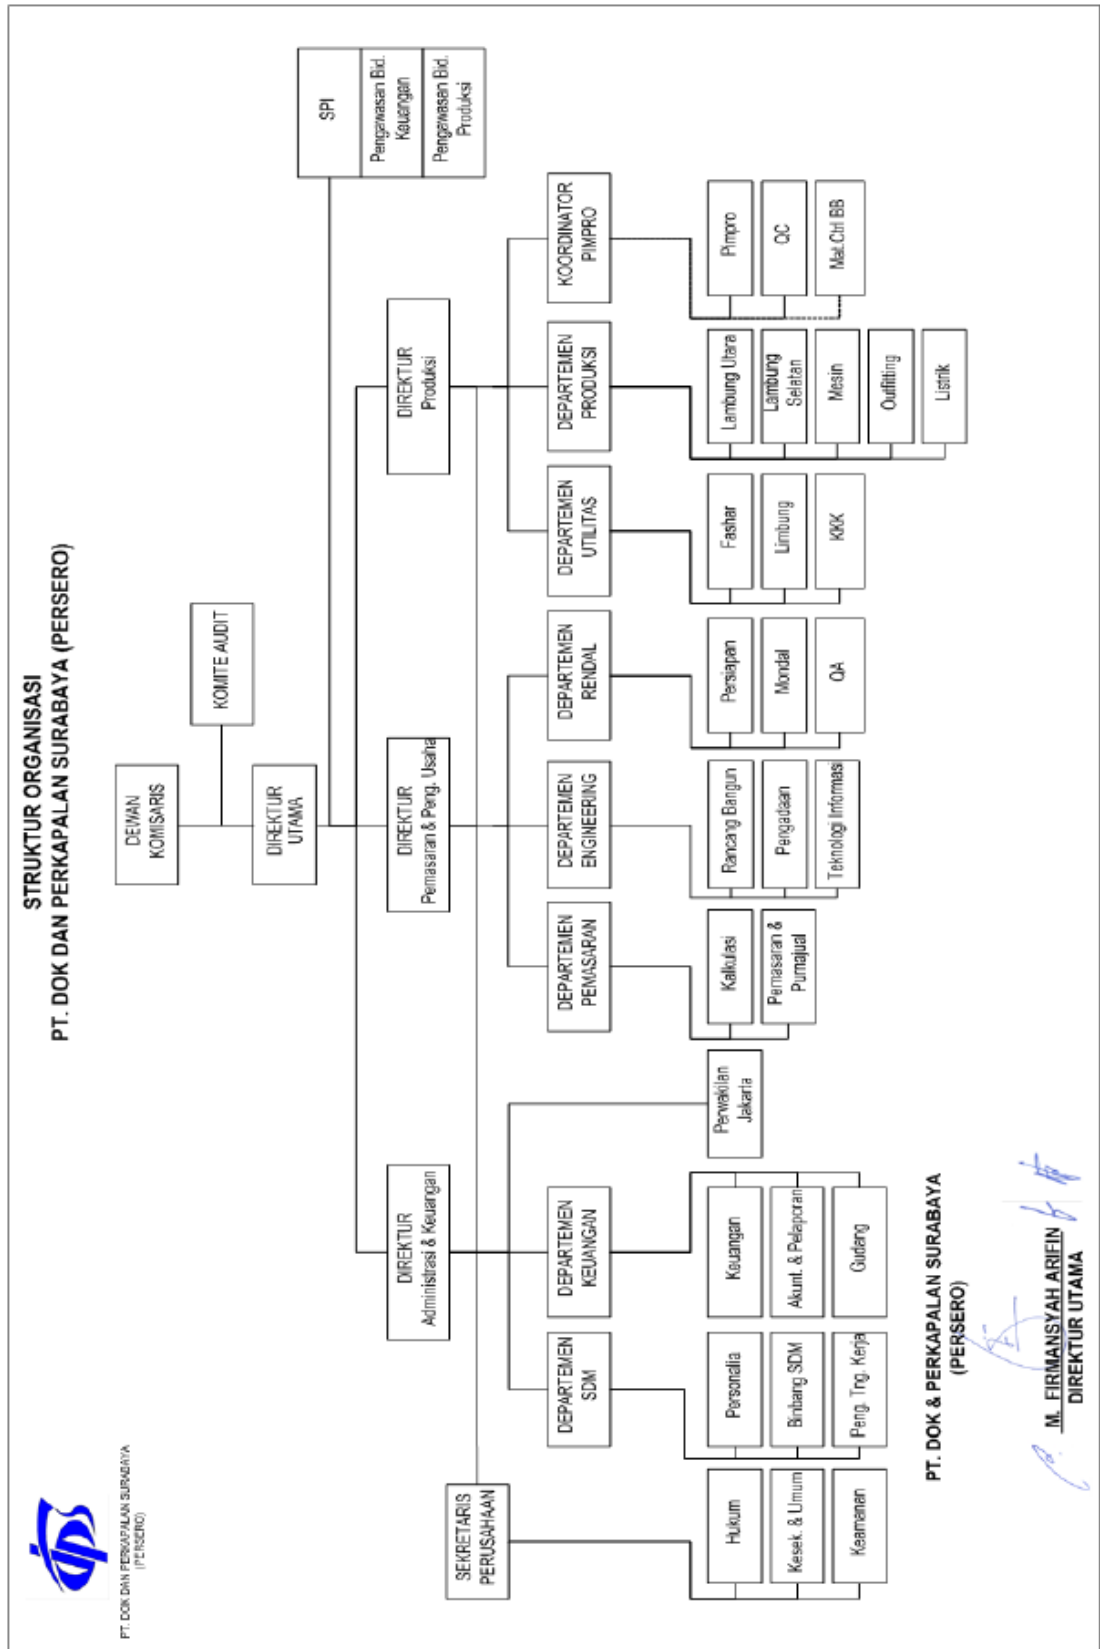 STRUKTUR ORGANISASI
PT. DOK DAN PERKAPALAN SURABAYA (PERSERO)
PT. DOK DAN PERKAPALAN SURABAYA
(PERSERO)
DEWAN
KOMISARIS
KOMITE AUDIT
DIREKTUR
UTAMA
SPI
Pengawasan Bid.
Keuangan
Pengawasan Bid.
Produksi
DIREKTUR
Administrasi & Keuangan
DIREKTUR
Pemasaran & Peng. Usaha
DIREKTUR
Produksi
SEKRETARIS
PERUSAHAAN
DEPARTEMEN
SDM
DEPARTEMEN
KEUANGAN
DEPARTEMEN
PEMASARAN
DEPARTEMEN
ENGINEERING
DEPARTEMEN
RENDAL
DEPARTEMEN
UTILITAS
DEPARTEMEN
PRODUKSI
KOORDINATOR
PIMPRO
Hukum
Kesek. & Umum
Keamanan
Personalia
Binbang SDM
Peng. Tng. Kerja
Keuangan
Akunt. & Pelaporan
Gudang
Perwakilan
Jakarta
Kalkulasi
Pemasaran &
Purnajual
Rancang Bangun
Pengadaan
Teknologi Informasi
Persiapan
Mondal
QA
Fashar
Limbung
KKK
Lambung Utara
Lambung
Selatan
Mesin
Outfitting
Listrik
Pimpro
QC
Mat.Ctrl BB
PT. DOK & PERKAPALAN SURABAYA
(PERSERO)
M. FIRMANSYAH ARIFIN
DIREKTUR UTAMA